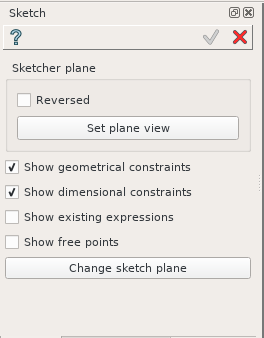 Sketch
?
Sketcher plane
Reversed
Set plane view
Show geometrical constraints
Show dimensional constraints
Show existing expressions
Show free points
Change sketch plane